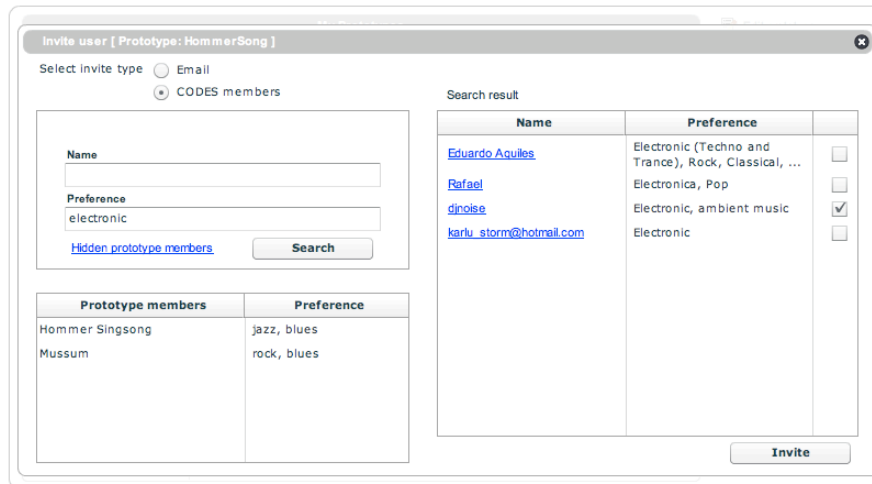 Invite user [ Prototype: HommerSong ]
Select invite type
Email
CODES members
Name
Preference
electronic
Hidden prototype members
Search
Prototype members Preference
Hommer Singsong jazz, blues
Mussum rock, blues
Search result
Name Preference
Eduardo Aguiles Electronic (Techno and
Trance), Rock, Classical, ...
Rafael Electronica, Pop
djnoise Electronic, ambient music
karlu_storm@hotmail.com Electronic
Invite